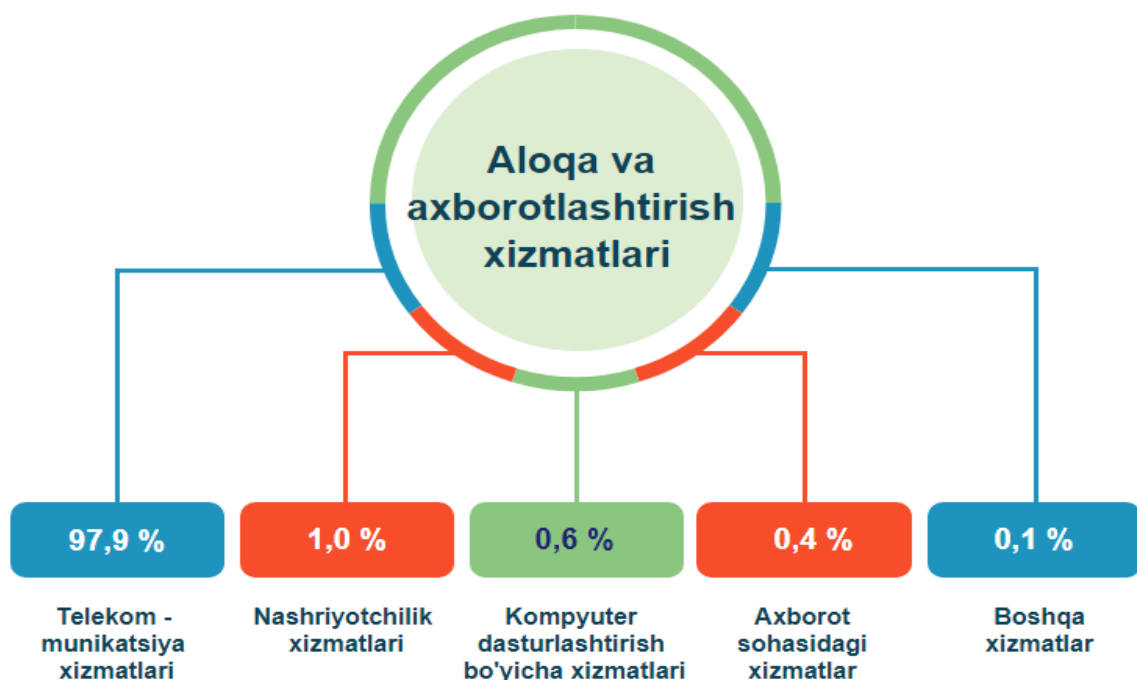 Aloqa va
axborotlashtirish
xizmatlari
97,9 %
1,0 %
0,6 %
0,4 %
0,1 %
Telekom -
munikatsiya
xizmatlari
Nashriyotchilik
xizmatlari
Kompyuter
dasturlashtirish
bo'yicha xizmatlari
Axborot
sohasidagi
xizmatlar
Boshqa
xizmatlar